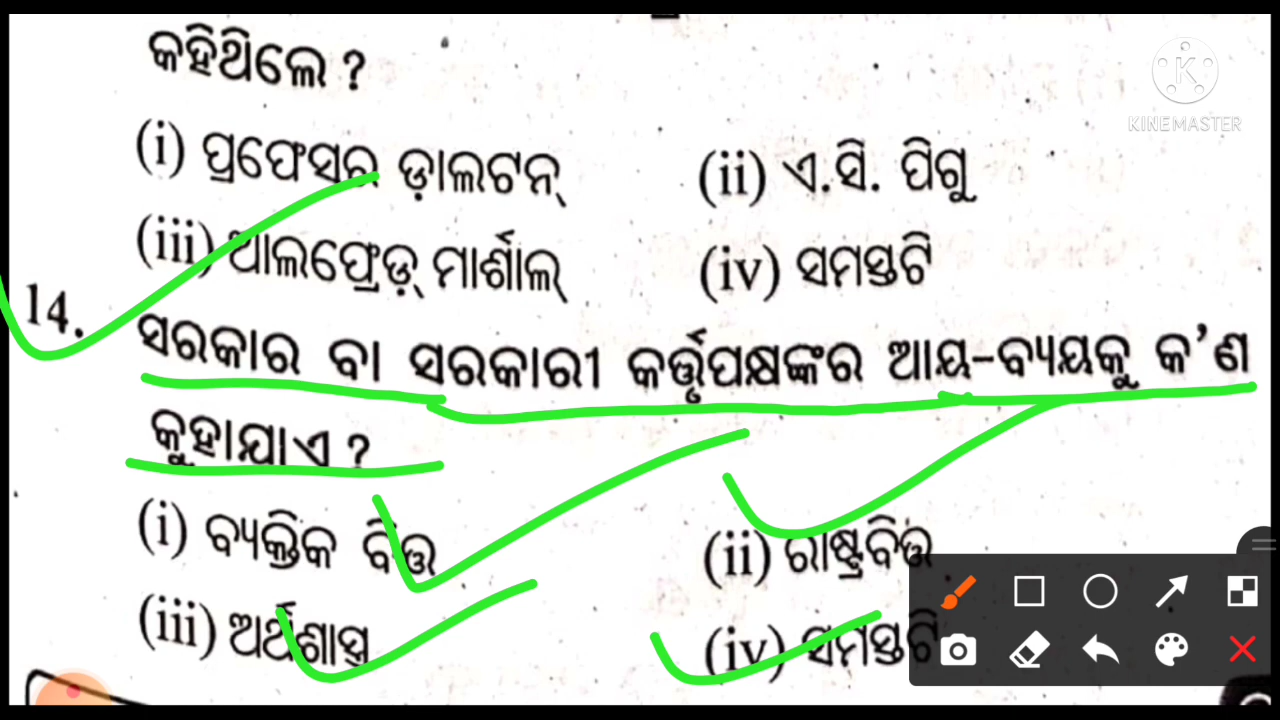 କହିଥିଲେ ?
(i) ପ୍ରଫେସର ଡ଼ାଲଟନ୍ (ii) ଏ.ସି. ପିଗୁ
(iii) ଆଲଫ୍ରେଡ଼୍ ମାର୍ଶାଲ୍ (iv) ସମସ୍ତଟି
14. ସରକାର ବା ସରକାରୀ କର୍ତ୍ତୃପକ୍ଷଙ୍କର ଆୟ-ବ୍ୟୟକୁ କ'ଣ
କୁହାଯାଏ ?
(i) ବ୍ୟକ୍ତିକ ବିତ୍ତ (ii) ରାଷ୍ଟ୍ରବିତ୍ତ
(iii) ଅର୍ଥଶାସ୍ତ୍ର (iv) ସମସ୍ତଟି
KINEMASTER